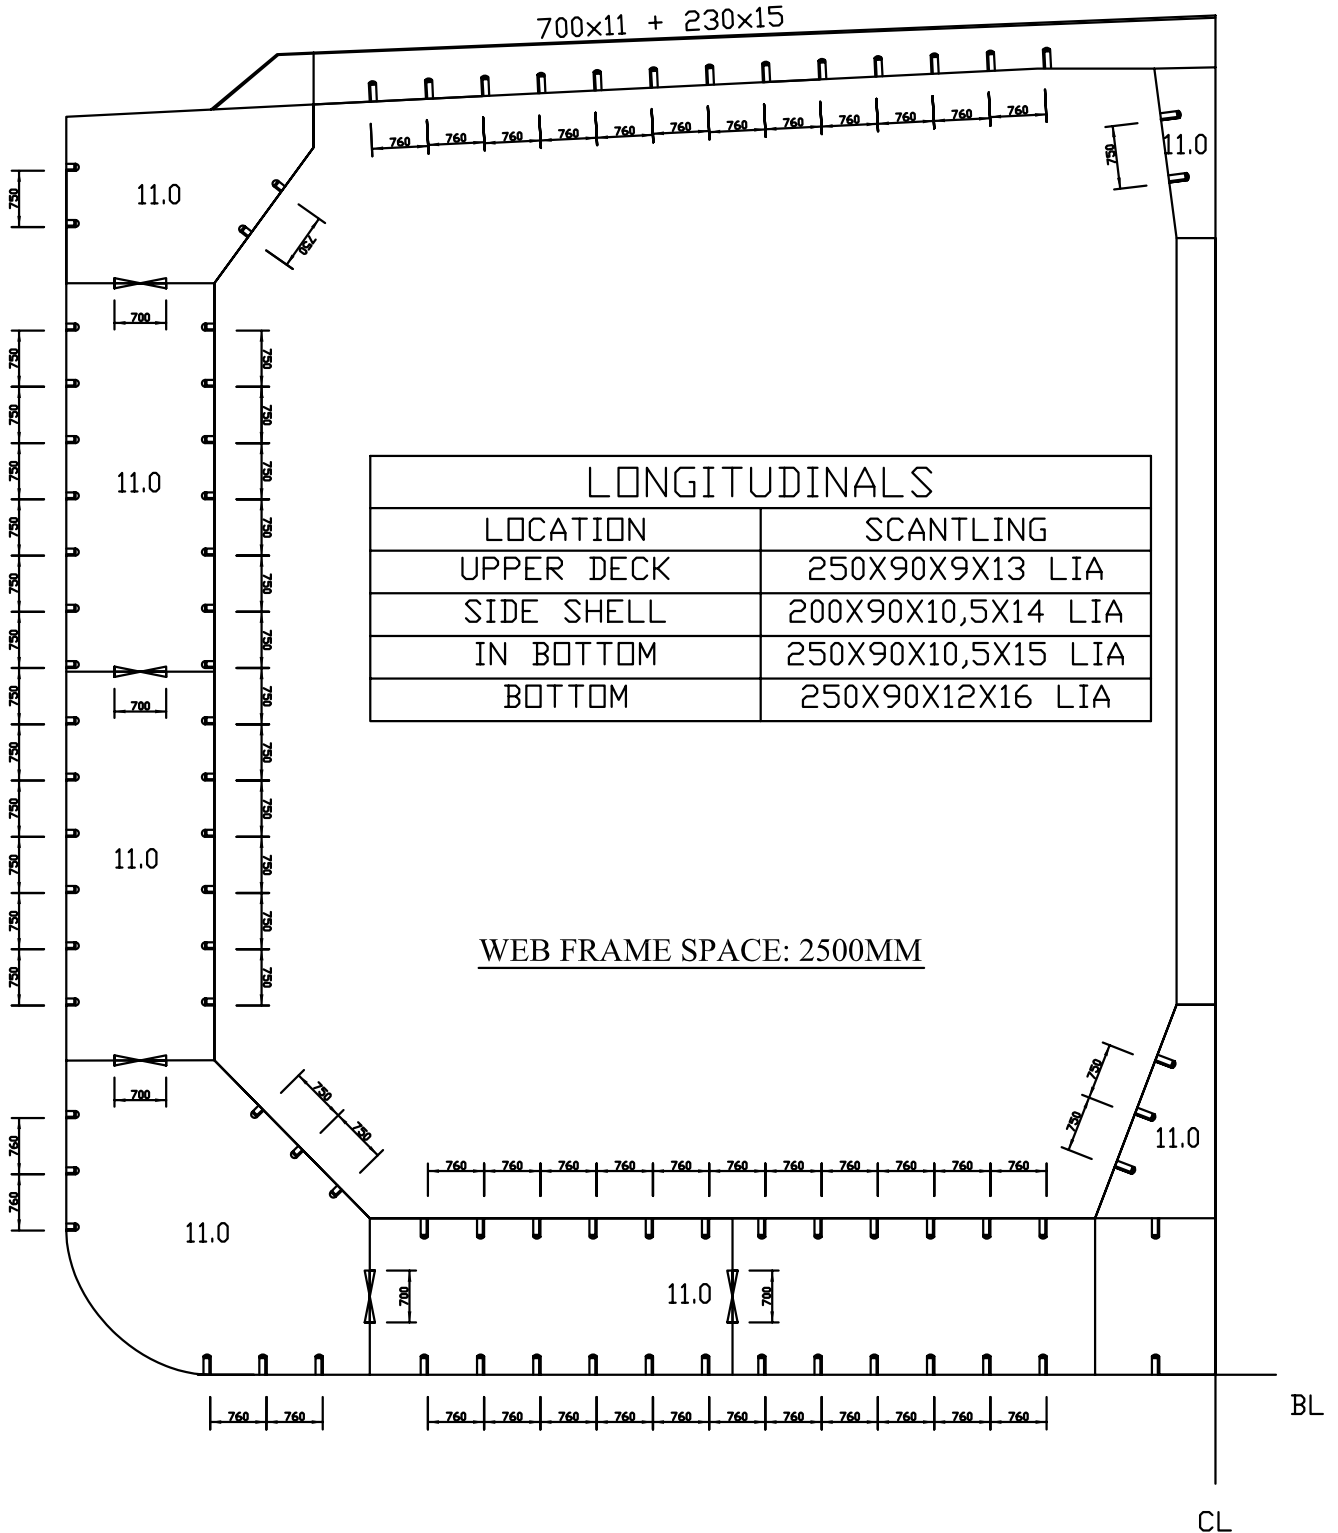 700x11 + 230x15
760 760 760 760 760 760 760 760 760 760 760 760
11.0
750
750
11.0
750
700
750 750
750 750
750 750
11.0
750 750
750 750
750 750
LONGITUDINALS
LOCATION SCANTLING
UPPER DECK 250X90X9X13 LIA
SIDE SHELL 200X90X10,5X14 LIA
IN BOTTOM 250X90X10,5X15 LIA
BOTTOM 250X90X12X16 LIA
750 750
700
750 750
750 750
11.0
750 750
750 750
WEB FRAME SPACE: 2500MM
750 750
700
750
750
750
750
11.0
760
760
760 760 760 760 760 760 760 760 760 760 760
11.0
700
11.0
700
760 760
760 760 760 760 760 760 760 760 760 760 760
BL
CL